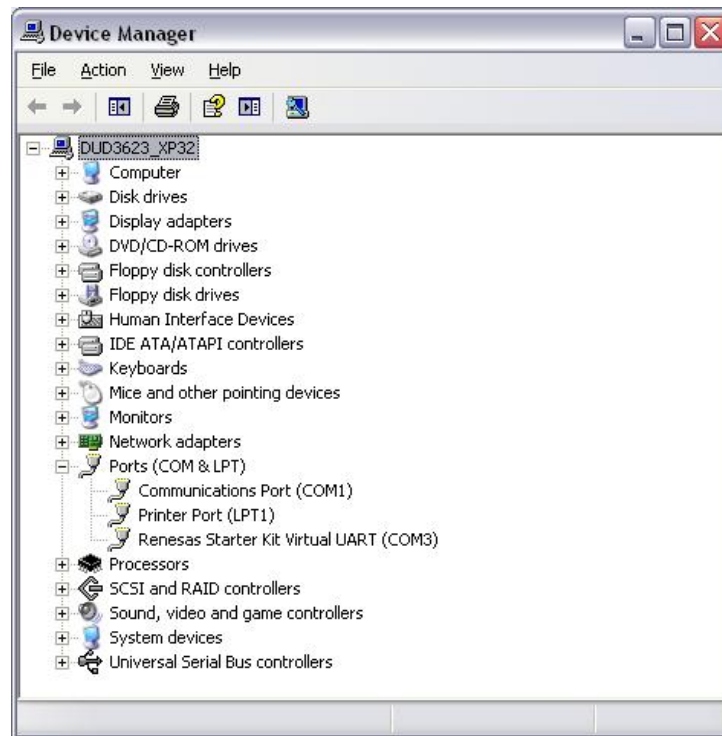 Device Manager
File Action View Help
DUD3623_XP32
Computer
Disk drives
Display adapters
DVD/CD-ROM drives
Floppy disk controllers
Floppy disk drives
Human Interface Devices
IDE ATA/ATAPI controllers
Keyboards
Mice and other pointing devices
Monitors
Network adapters
Ports (COM & LPT)
Communications Port (COM1)
Printer Port (LPT1)
Renesas Starter Kit Virtual UART (COM3)
Processors
SCSI and RAID controllers
Sound, video and game controllers
System devices
Universal Serial Bus controllers